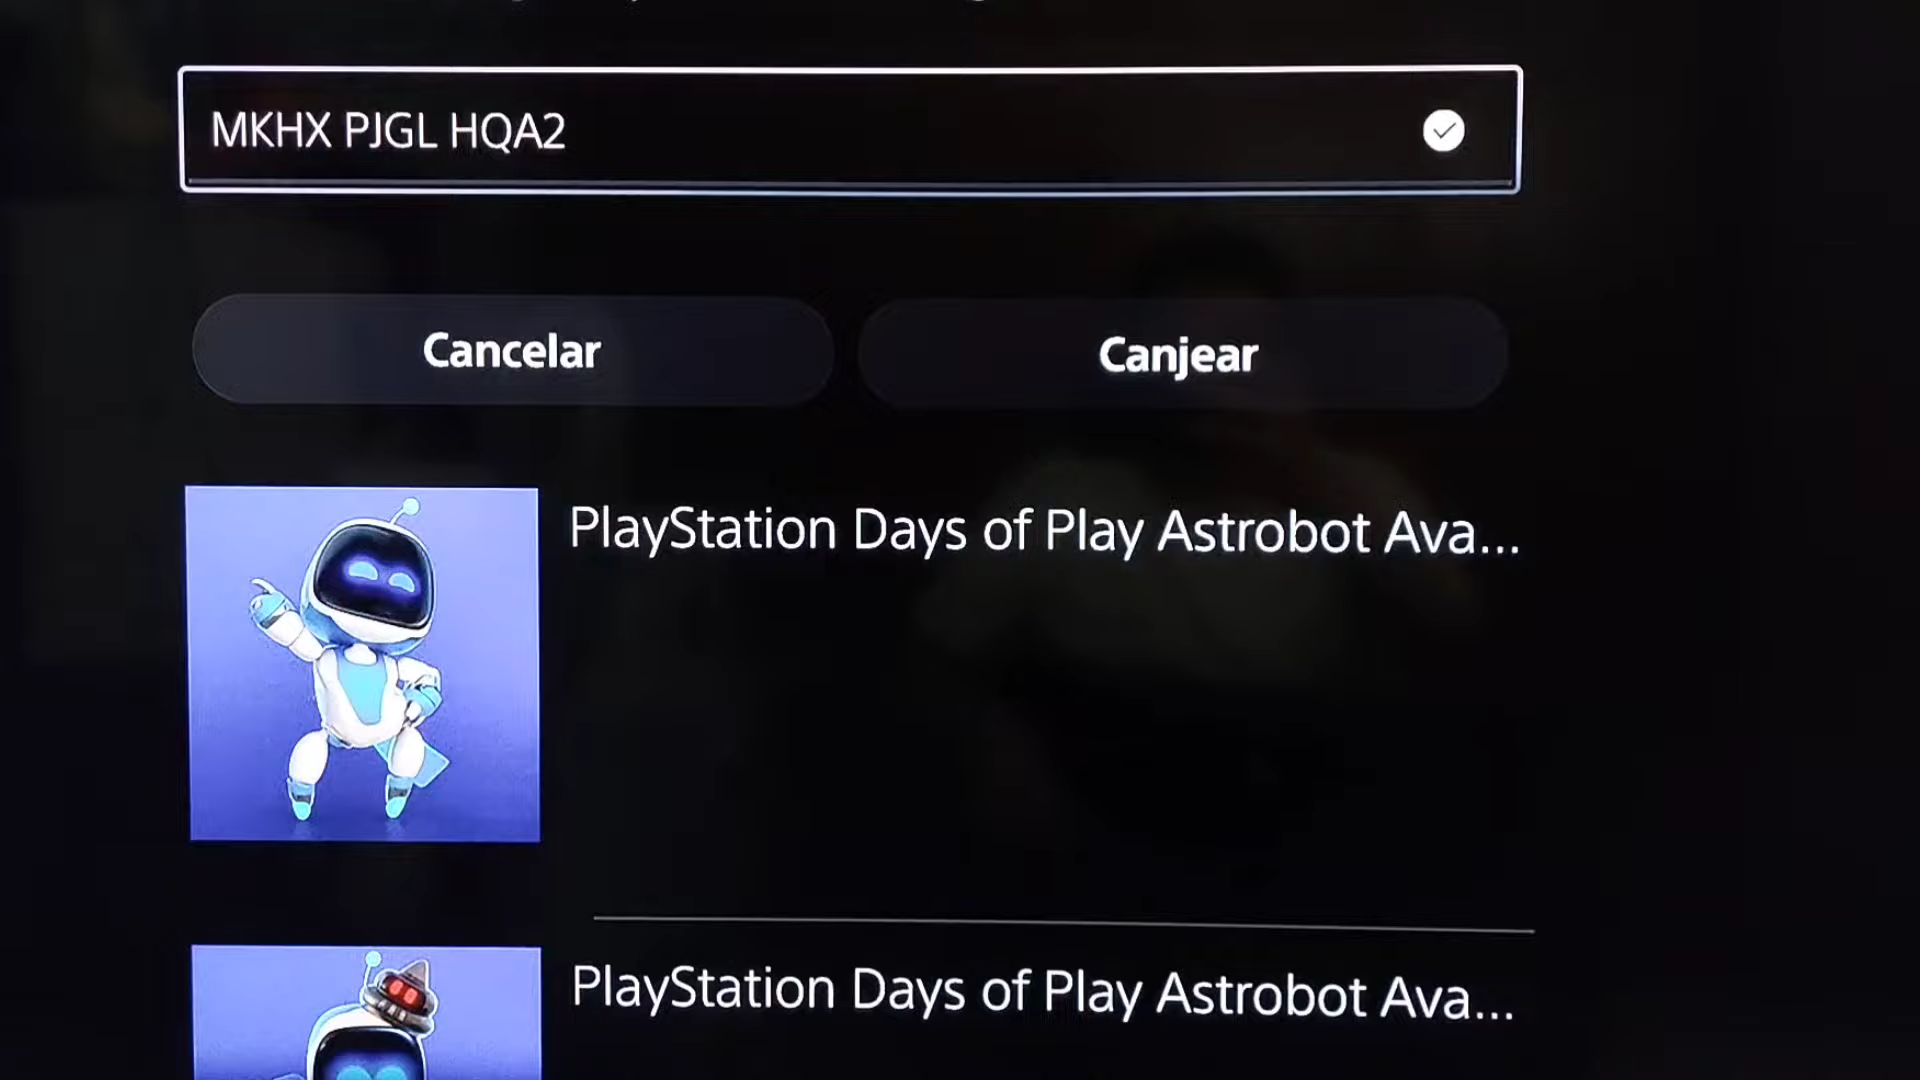 MKHX PJGL HQA2
Cancelar
Canjear
PlayStation Days of Play Astrobot Ava...
PlayStation Days of Play Astrobot Ava...